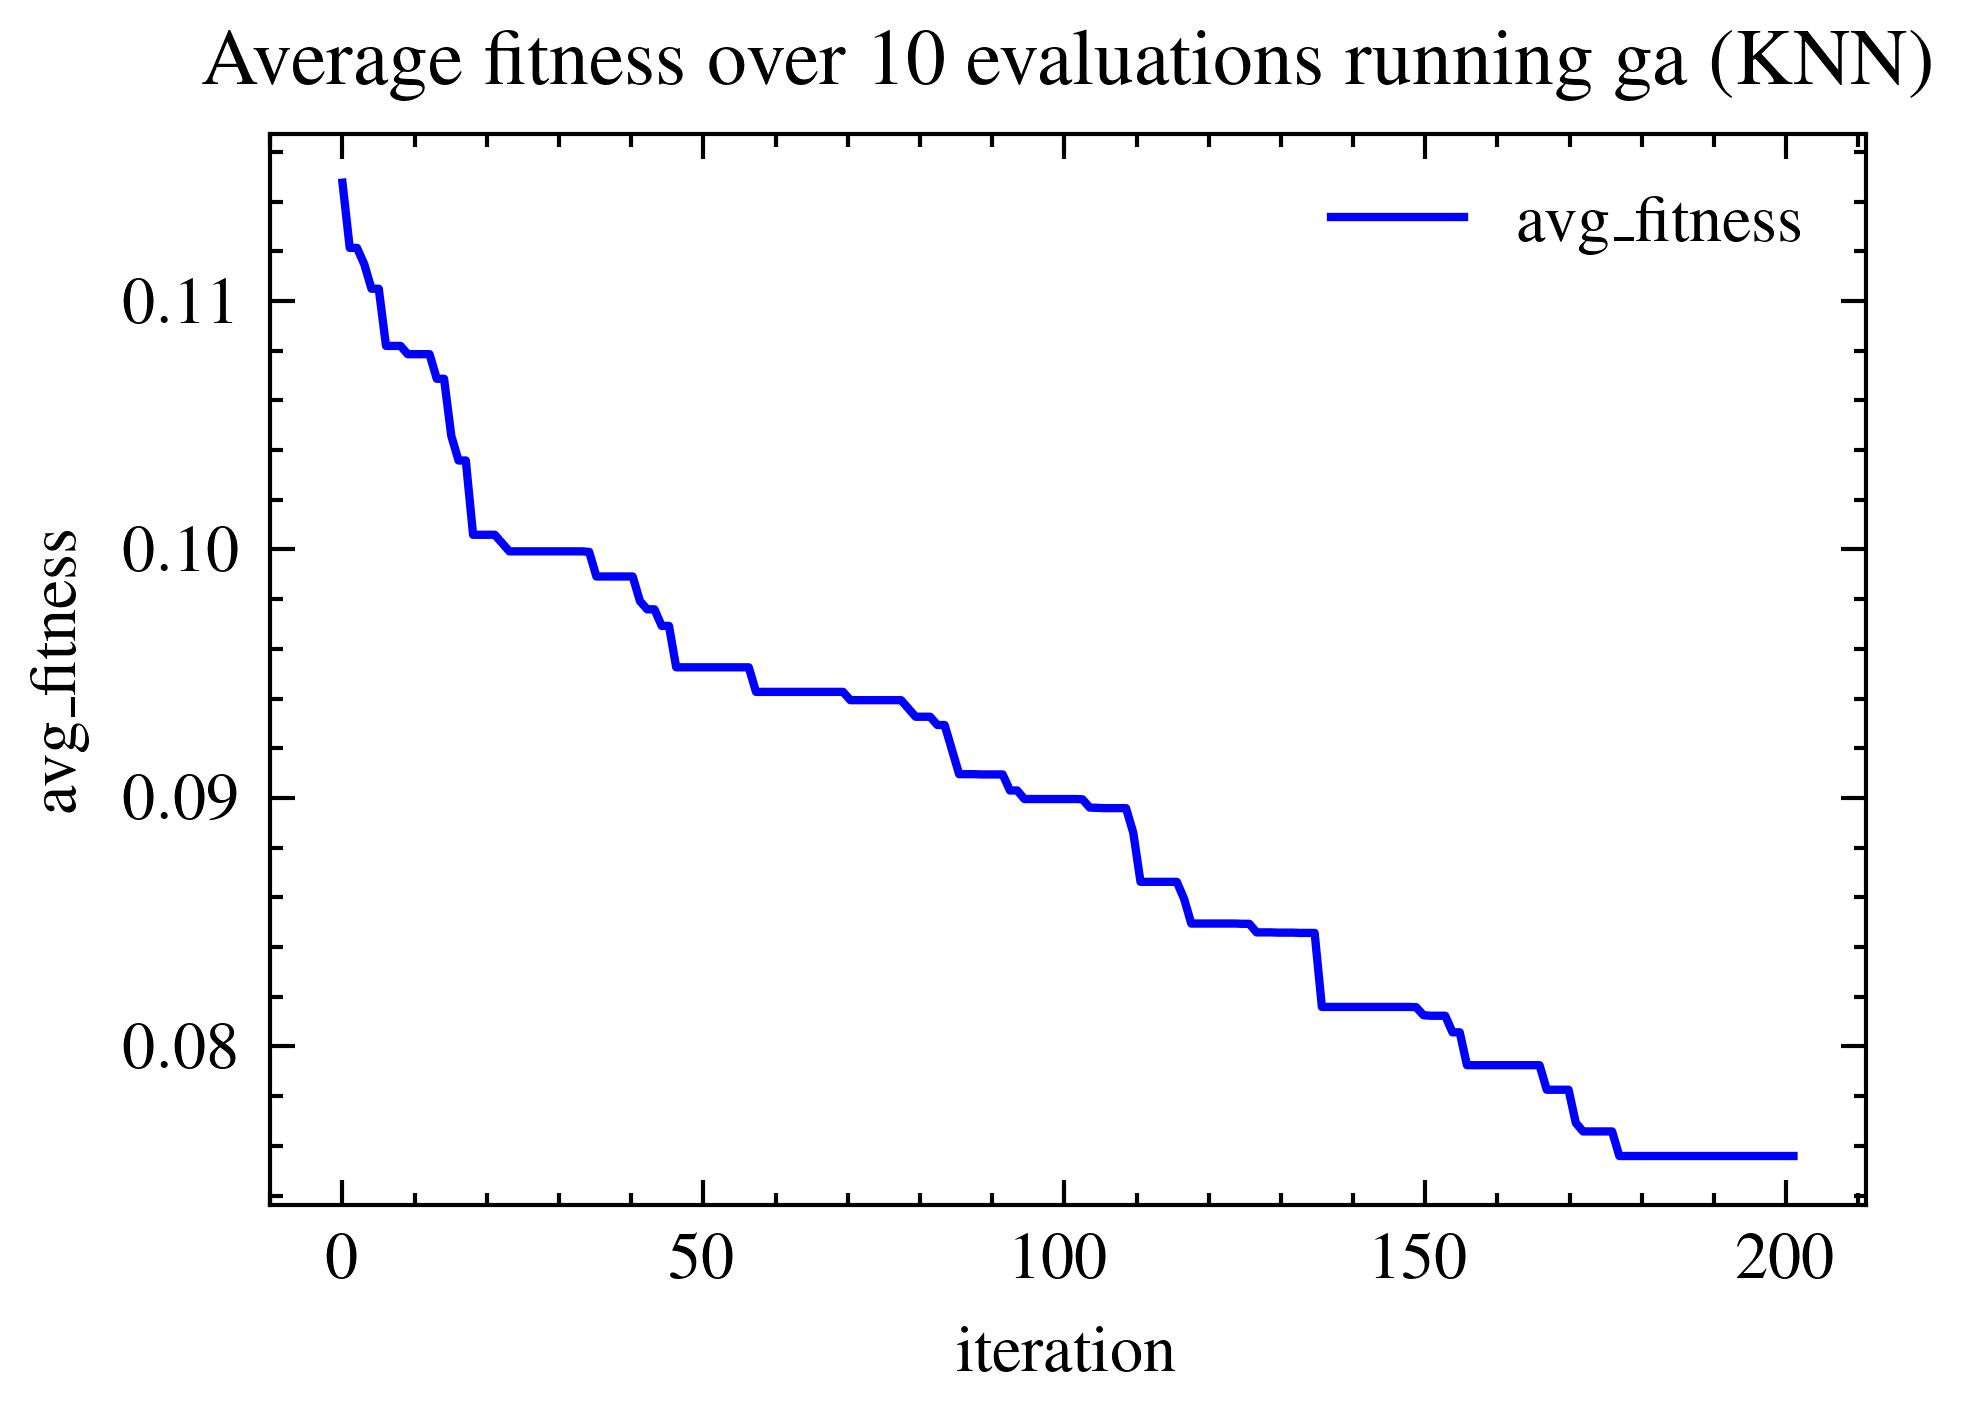 Average fitness over 10 evaluations running ga (KNN)
avg_fitness
0.11
0.10
0.09
0.08
avg_fitness
0 50 100 150 200
iteration